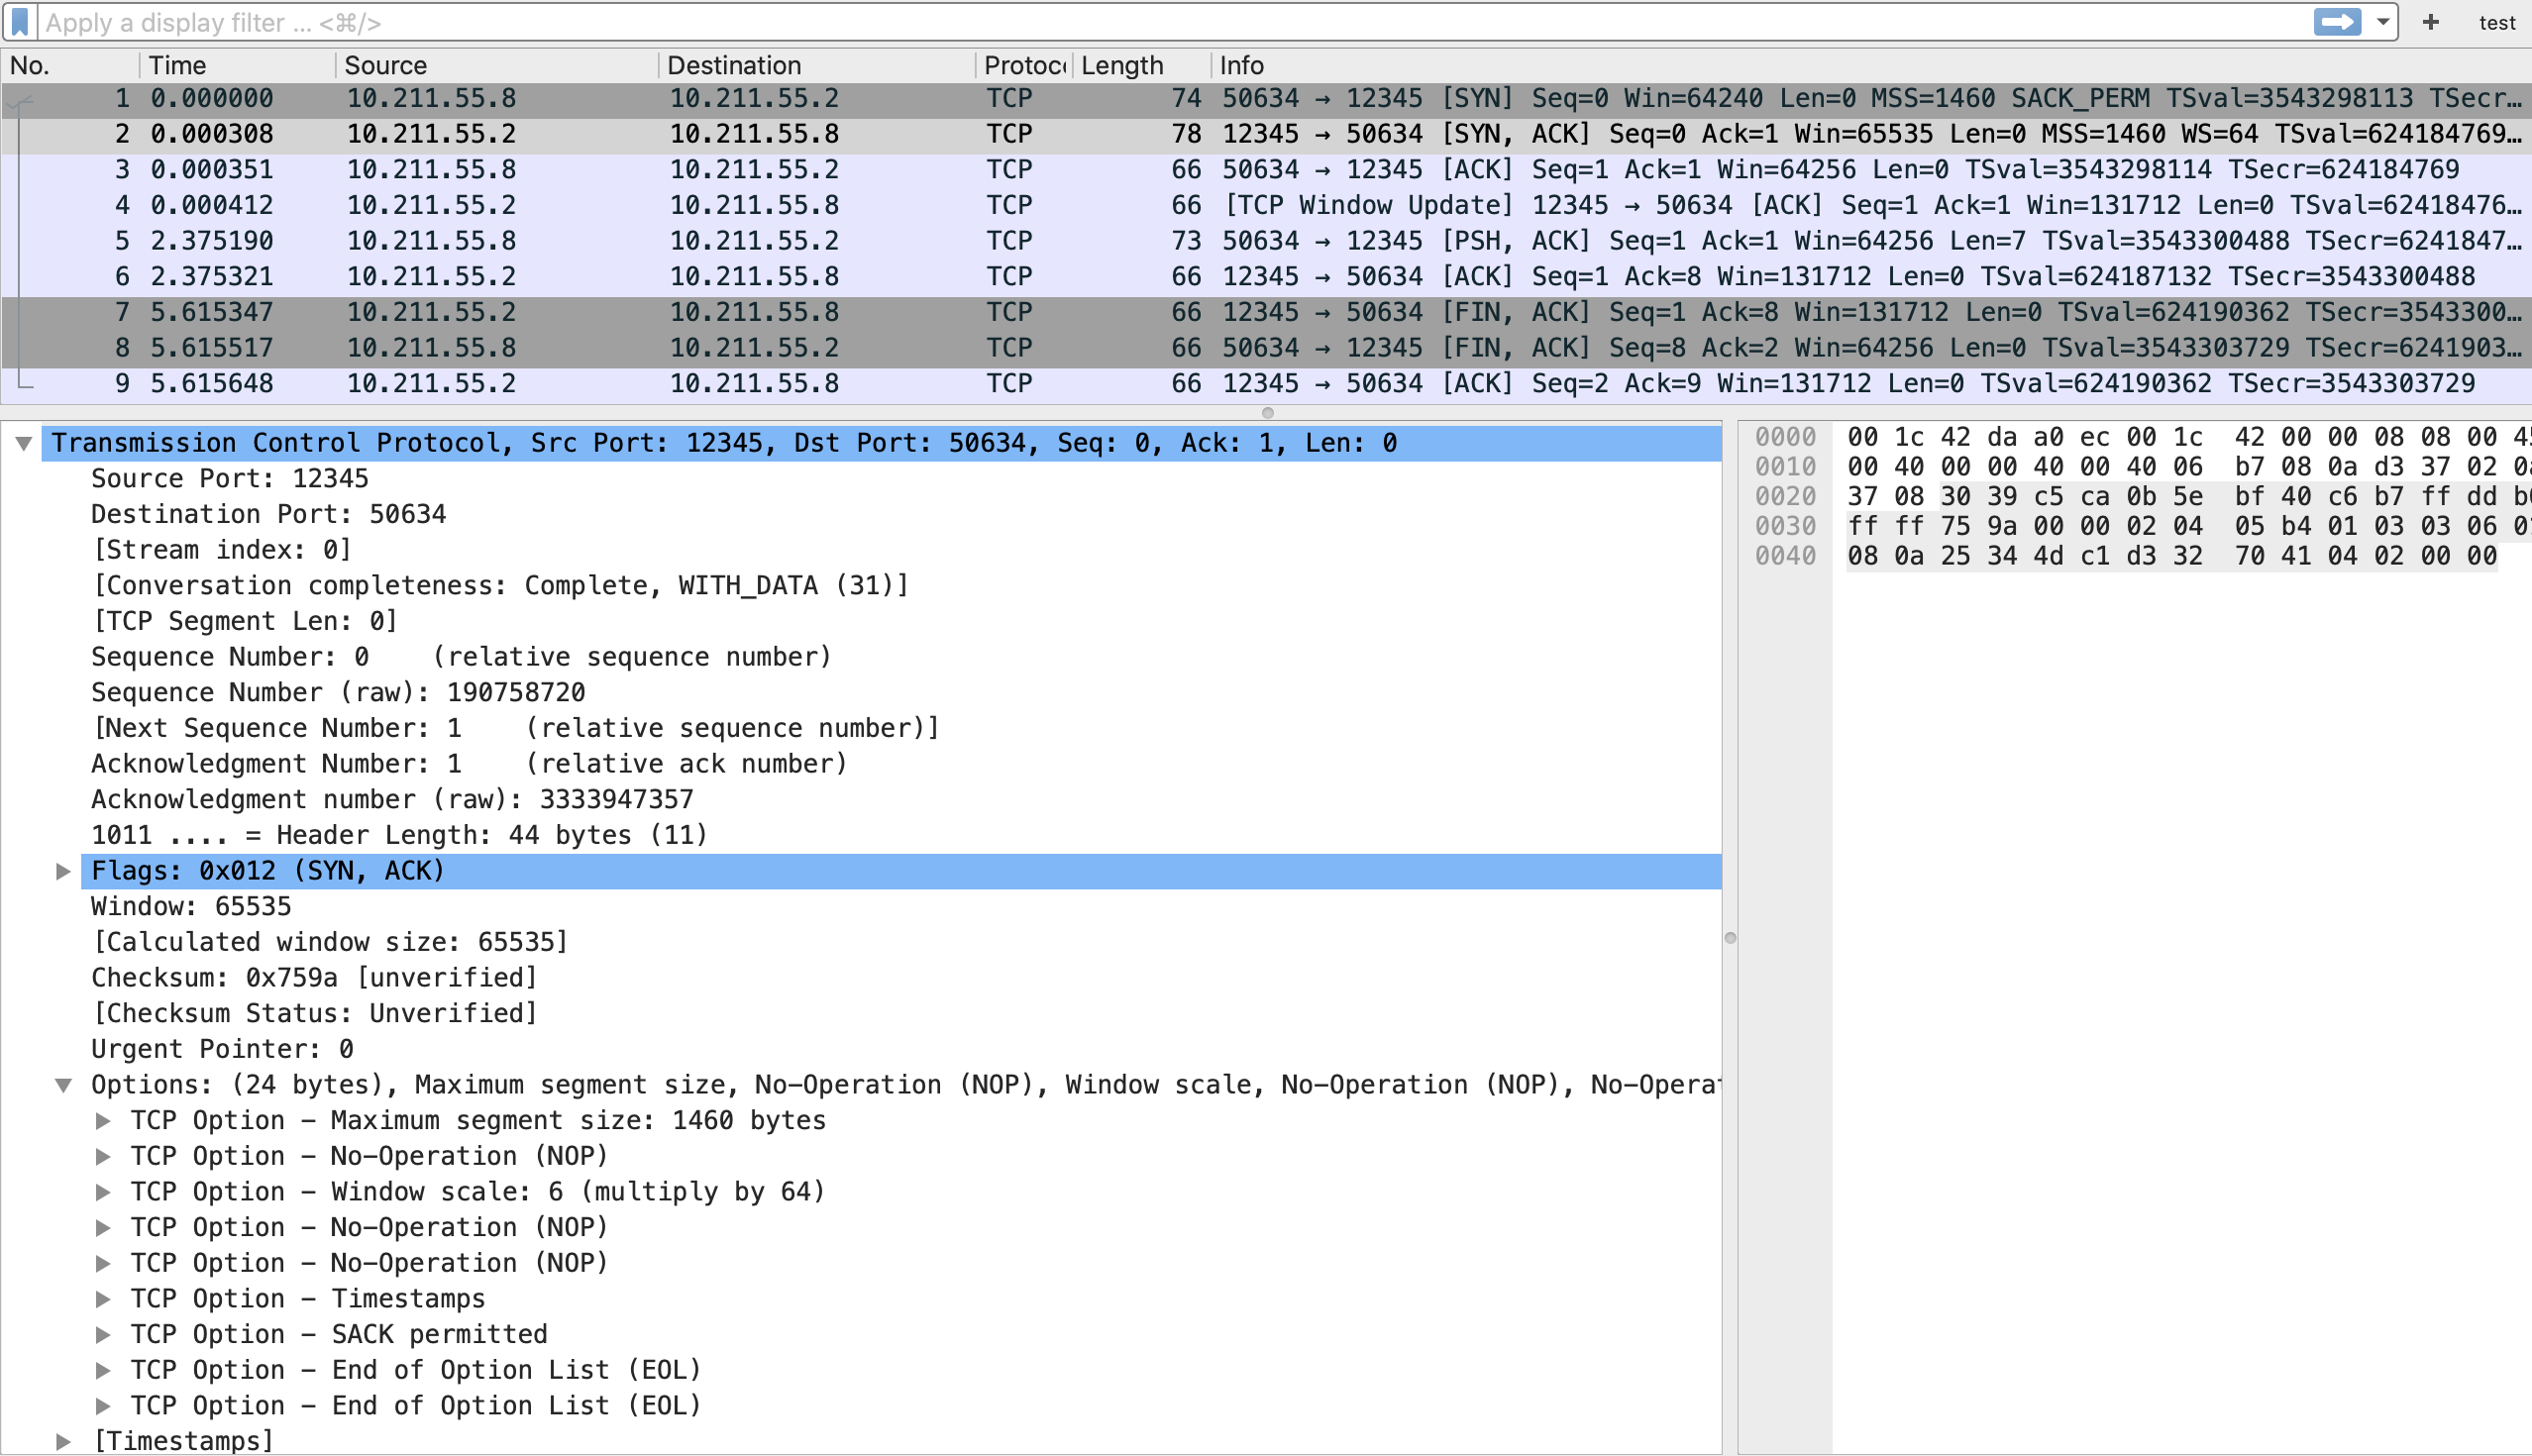 Apply a display filter ... <⌘/>
test
No. Time Source Destination Protoc Length Info
1 0.000000 10.211.55.8 10.211.55.2 TCP 74 50634 → 12345 [SYN] Seq=0 Win=64240 Len=0 MSS=1460 SACK_PERM TSval=3543298113 TSecr…
2 0.000308 10.211.55.2 10.211.55.8 TCP 78 12345 → 50634 [SYN, ACK] Seq=0 Ack=1 Win=65535 Len=0 MSS=1460 WS=64 TSval=624184769…
3 0.000351 10.211.55.8 10.211.55.2 TCP 66 50634 → 12345 [ACK] Seq=1 Ack=1 Win=64256 Len=0 TSval=3543298114 TSecr=624184769
4 0.000412 10.211.55.2 10.211.55.8 TCP 66 [TCP Window Update] 12345 → 50634 [ACK] Seq=1 Ack=1 Win=131712 Len=0 TSval=62418476…
5 2.375190 10.211.55.8 10.211.55.2 TCP 73 50634 → 12345 [PSH, ACK] Seq=1 Ack=1 Win=64256 Len=7 TSval=3543300488 TSecr=6241847…
6 2.375321 10.211.55.2 10.211.55.8 TCP 66 12345 → 50634 [ACK] Seq=1 Ack=8 Win=131712 Len=0 TSval=624187132 TSecr=3543300488
7 5.615347 10.211.55.2 10.211.55.8 TCP 66 12345 → 50634 [FIN, ACK] Seq=1 Ack=8 Win=131712 Len=0 TSval=624190362 TSecr=3543300…
8 5.615517 10.211.55.8 10.211.55.2 TCP 66 50634 → 12345 [FIN, ACK] Seq=8 Ack=2 Win=64256 Len=0 TSval=3543303729 TSecr=6241903…
9 5.615648 10.211.55.2 10.211.55.8 TCP 66 12345 → 50634 [ACK] Seq=2 Ack=9 Win=131712 Len=0 TSval=624190362 TSecr=3543303729
Transmission Control Protocol, Src Port: 12345, Dst Port: 50634, Seq: 0, Ack: 1, Len: 0
Source Port: 12345
Destination Port: 50634
[Stream index: 0]
[Conversation completeness: Complete, WITH_DATA (31)]
[TCP Segment Len: 0]
Sequence Number: 0 (relative sequence number)
Sequence Number (raw): 190758720
[Next Sequence Number: 1 (relative sequence number)]
Acknowledgment Number: 1 (relative ack number)
Acknowledgment number (raw): 3333947357
1011 .... = Header Length: 44 bytes (11)
Flags: 0x012 (SYN, ACK)
Window: 65535
[Calculated window size: 65535]
Checksum: 0x759a [unverified]
[Checksum Status: Unverified]
Urgent Pointer: 0
Options: (24 bytes), Maximum segment size, No-Operation (NOP), Window scale, No-Operation (NOP), No-Opera
TCP Option – Maximum segment size: 1460 bytes
TCP Option – No-Operation (NOP)
TCP Option – Window scale: 6 (multiply by 64)
TCP Option – No-Operation (NOP)
TCP Option – No-Operation (NOP)
TCP Option – Timestamps
TCP Option – SACK permitted
TCP Option – End of Option List (EOL)
TCP Option – End of Option List (EOL)
[Timestamps]
0000 00 1c 42 da a0 ec 00 1c 42 00 00 08 08 00
0010 00 40 00 00 40 00 40 06 b7 08 0a d3 37 02
0020 37 08 30 39 c5 ca 0b 5e bf 40 c6 b7 ff dd
0030 ff ff 75 9a 00 00 02 04 05 b4 01 03 03 06
0040 08 0a 25 34 4d c1 d3 32 70 41 04 02 00 00